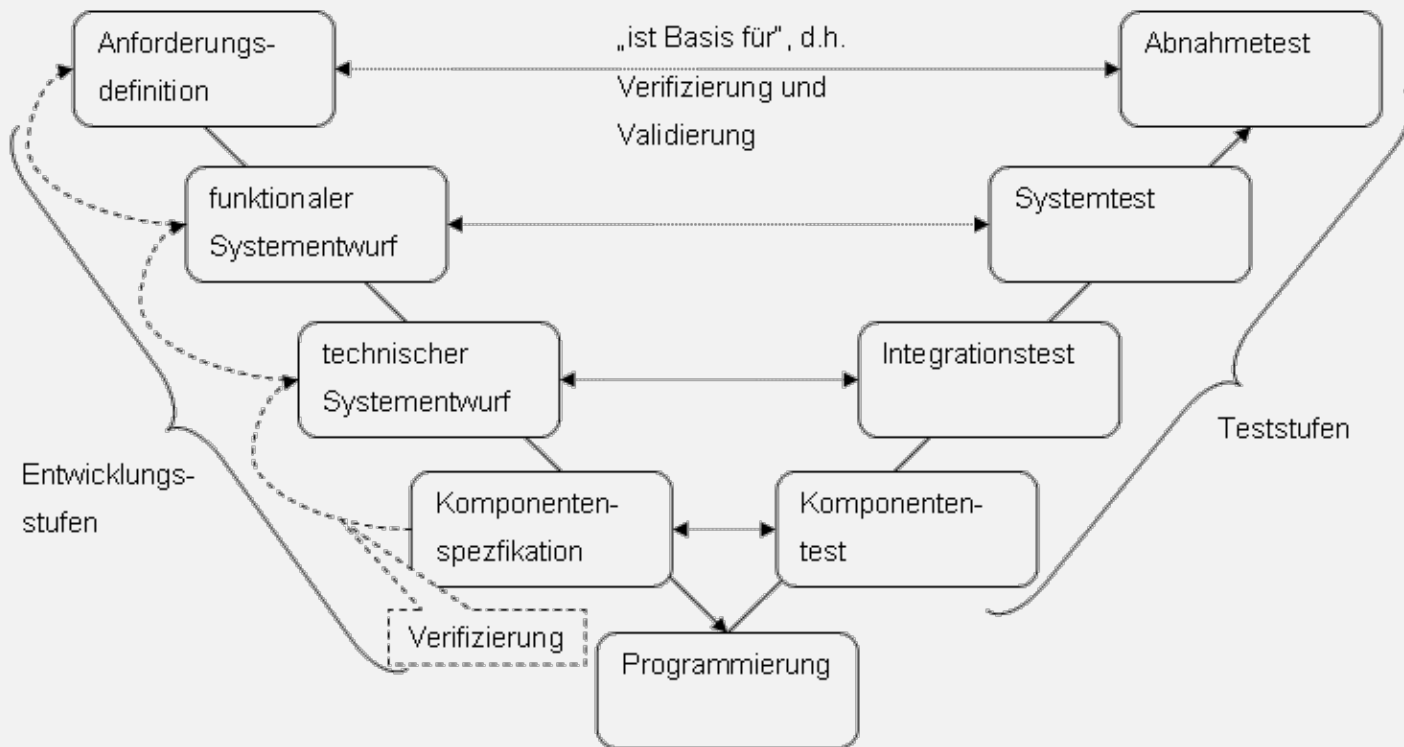 Anforderungs-
definition
„ist Basis für", d.h.
Verifizierung und
Validierung
Abnahmetest
funktionaler
Systementwurf
Systemtest
technischer
Systementwurf
Integrationstest
Teststufen
Entwicklungs-
stufen
Komponenten-
spezfikation
Komponenten-
test
Verifizierung
Programmierung